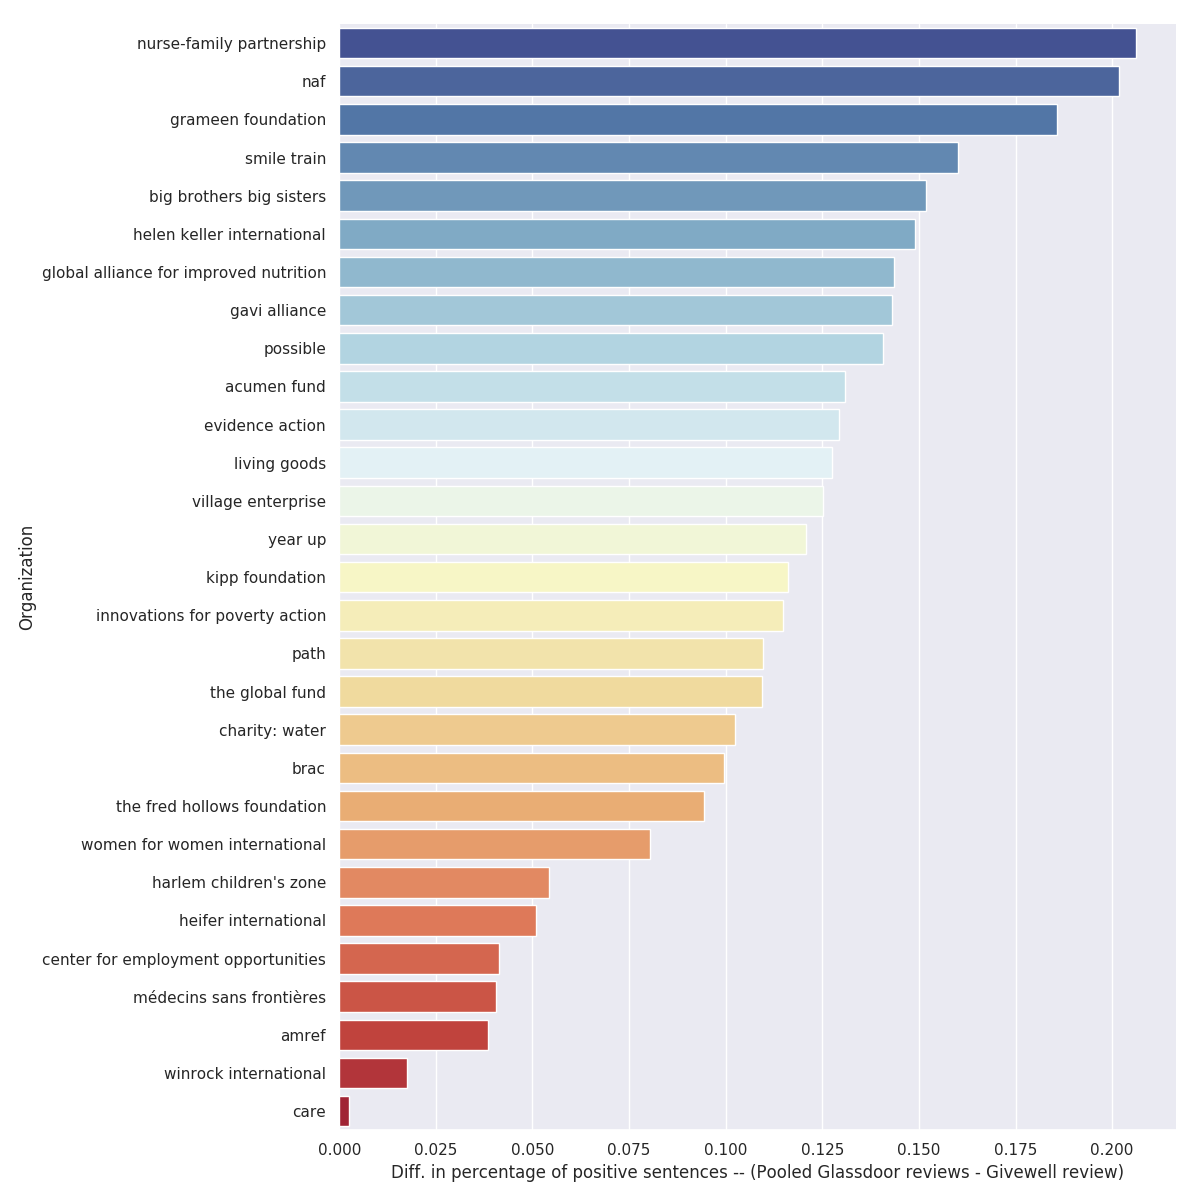 nurse-family partnership
naf
grameen foundation
smile train
big brothers big sisters
helen keller international
global alliance for improved nutrition
gavi alliance
possible
acumen fund
evidence action
living goods
village enterprise
year up
kipp foundation
innovations for poverty action
path
the global fund
charity: water
brac
the fred hollows foundation
women for women international
harlem children's zone
heifer international
center for employment opportunities
médecins sans frontières
amref
winrock international
care
Organization
0.000 0.025 0.050 0.075 0.100 0.125 0.150 0.175 0.200
Diff. in percentage of positive sentences -- (Pooled Glassdoor reviews - Givewell review)